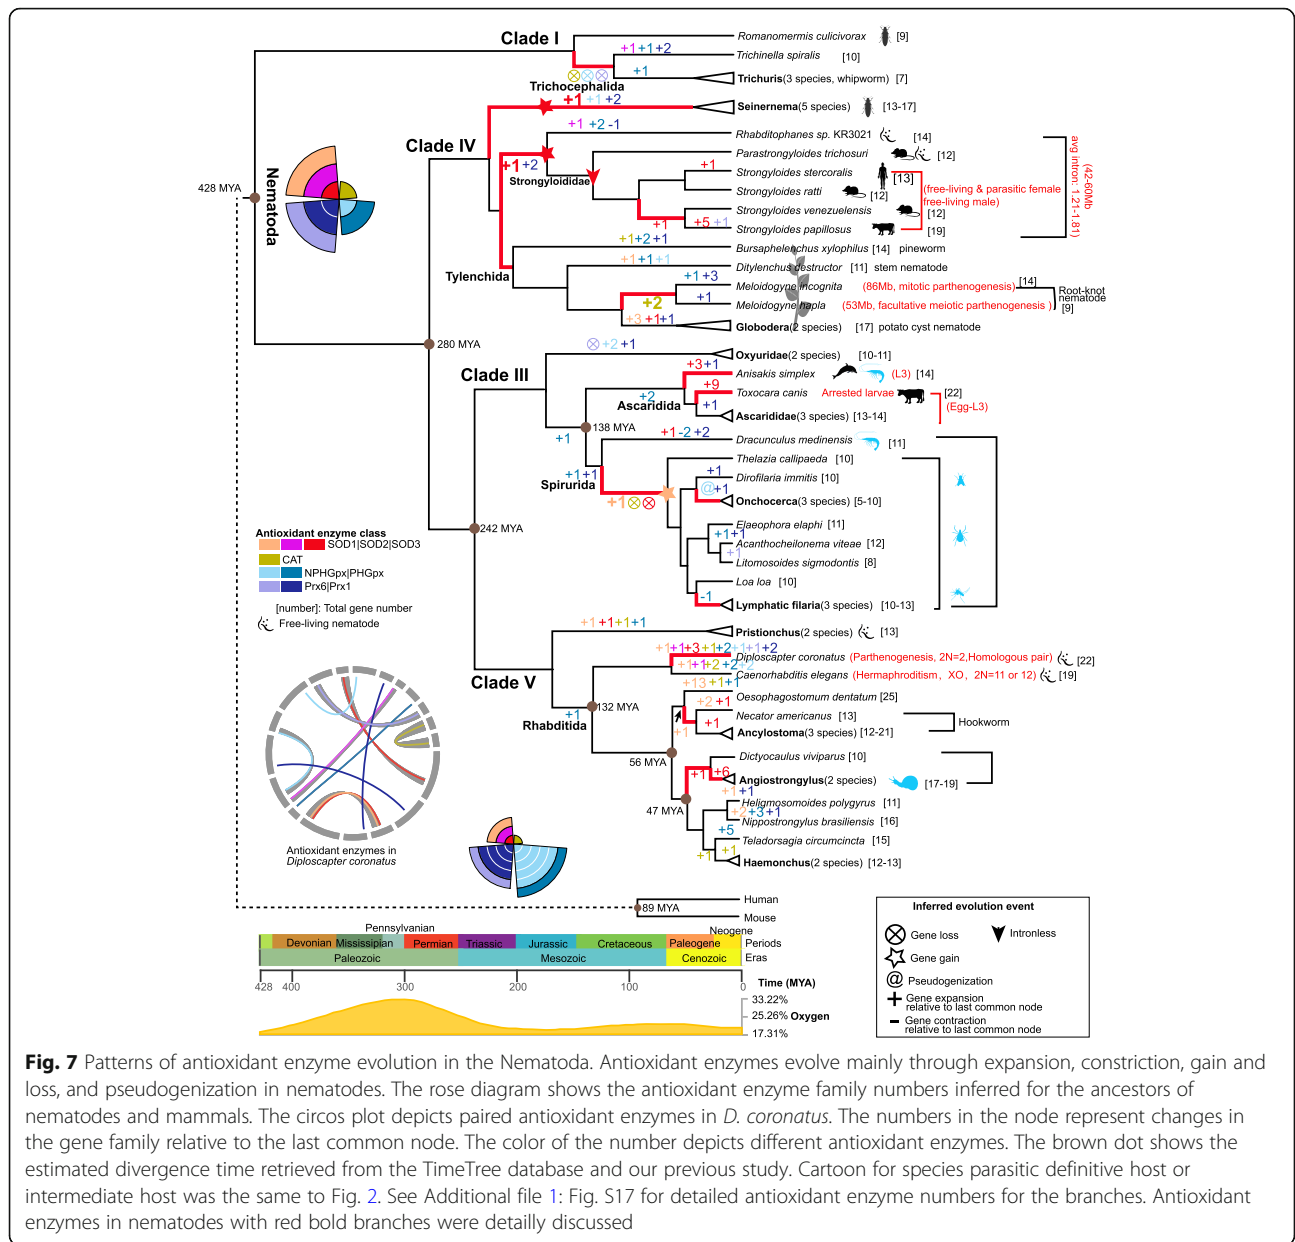 Clade I
Romanomermis culicivorax [9]
+1 +1 +2
Trichinella spiralis [10]
+1
Trichuris(3 species, whipworm) [7]
Trichocephalida
+1 +1 +2
Seinernema(5 species) [13-17]
+1 +2 -1
Clade IV
Rhabditophanes sp. KR3021 [14]
+1 +2
Parastrongyloides trichosuri [12]
Strongyloididae
+1
Strongyloides stercoralis [13]
Strongyloides ratti [12]
(free-living & parasitic female
free-living male)
Strongyloides venezuelensis [12]
+1
+5 +1
Strongyloides papillosus [19]
(42-60Mb
avg intron: 1.21-1.81)
428 MYA
Nematoda
+1+2 +1
Bursaphelenchus xylophilus [14] pineworm
Tylenchida
+1 +1 +1
Ditylenchus destructor [11] stem nematode
+1 +3
Meloidogyne incognita (86Mb, mitotic parthenogenesis) [14]
Root-knot
nematode
[9]
+2
+1
Meloidogyne hapla (53Mb, facultative meiotic parthenogenesis )
+3 +1+1
Globodera(2 species) [17] potato cyst nematode
280 MYA
+2 +1
Oxyuridae(2 species) [10-11]
Clade III
+3+1
Anisakis simplex (L3) [14]
+9
+2
Toxocara canis Arrested larvae [22]
(Egg-L3)
Ascaridida
+1
Ascarididae(3 species) [13-14]
138 MYA
+1
+1 -2 +2
Dracunculus medinensis [11]
Thelazia callipaeda [10]
+1+1
Spirurida
+1
Dirofilaria immitis [10]
@+1
+1
Onchocerca(3 species) [5-10]
Elaeophora elaphi [11]
+1+1
Acanthocheilonema viteae [12]
+1
Litomosoides sigmodontis [8]
Loa loa [10]
-1
Lymphatic filaria(3 species) [10-13]
242 MYA
Antioxidant enzyme class
SOD1|SOD2|SOD3
CAT
NPHGpx|PHGpx
Prx6|Prx1
[number]: Total gene number
Free-living nematode
+1 +1 +1 +1
Pristionchus(2 species) [13]
+1+1+3+1+2+1+1+2
Diploscapter coronatus (Parthenogenesis, 2N=2,Homologous pair) [22]
+1+1+2+2+2
Clade V
Caenorhabditis elegans (Hermaphroditism, XO, 2N=11 or 12) [19]
+13 +1+1
Oesophagostomum dentatum [25]
+2 +1
+1
132 MYA
Rhabditida
Necator americanus [13]
+1
Hookworm
+1
Ancylostoma(3 species) [12-21]
56 MYA
Dictyocaulus viviparus [10]
+1 +6
Angiostrongylus(2 species) [17-19]
+1 +1
47 MYA
Heligmosomoides polygyrus [11]
+2+3+1
Nippostrongylus brasiliensis [16]
+5
Teladorsagia circumcincta [15]
+1
+1
Haemonchus(2 species) [12-13]
Antioxidant enzymes in
Diploscapter coronatus
Human
89 MYA
Mouse
Inferred evolution event
Gene loss
Intronless
Gene gain
@ Pseudogenization
+ Gene expansion
relative to last common node
- Gene contraction
relative to last common node
Pennsylvanian
Neogene
Devonian Mississipian Permian Triassic Jurassic Cretaceous Paleogene Periods
Paleozoic Mesozoic Cenozoic Eras
428 400 300 200 100 0
Time (MYA)
33.22%
25.26% Oxygen
17.31%
Fig. 7 Patterns of antioxidant enzyme evolution in the Nematoda. Antioxidant enzymes evolve mainly through expansion, constriction, gain and
loss, and pseudogenization in nematodes. The rose diagram shows the antioxidant enzyme family numbers inferred for the ancestors of
nematodes and mammals. The circos plot depicts paired antioxidant enzymes in D. coronatus. The numbers in the node represent changes in
the gene family relative to the last common node. The color of the number depicts different antioxidant enzymes. The brown dot shows the
estimated divergence time retrieved from the TimeTree database and our previous study. Cartoon for species parasitic definitive host or
intermediate host was the same to Fig. 2. See Additional file 1: Fig. S17 for detailed antioxidant enzyme numbers for the branches. Antioxidant
enzymes in nematodes with red bold branches were detailly discussed